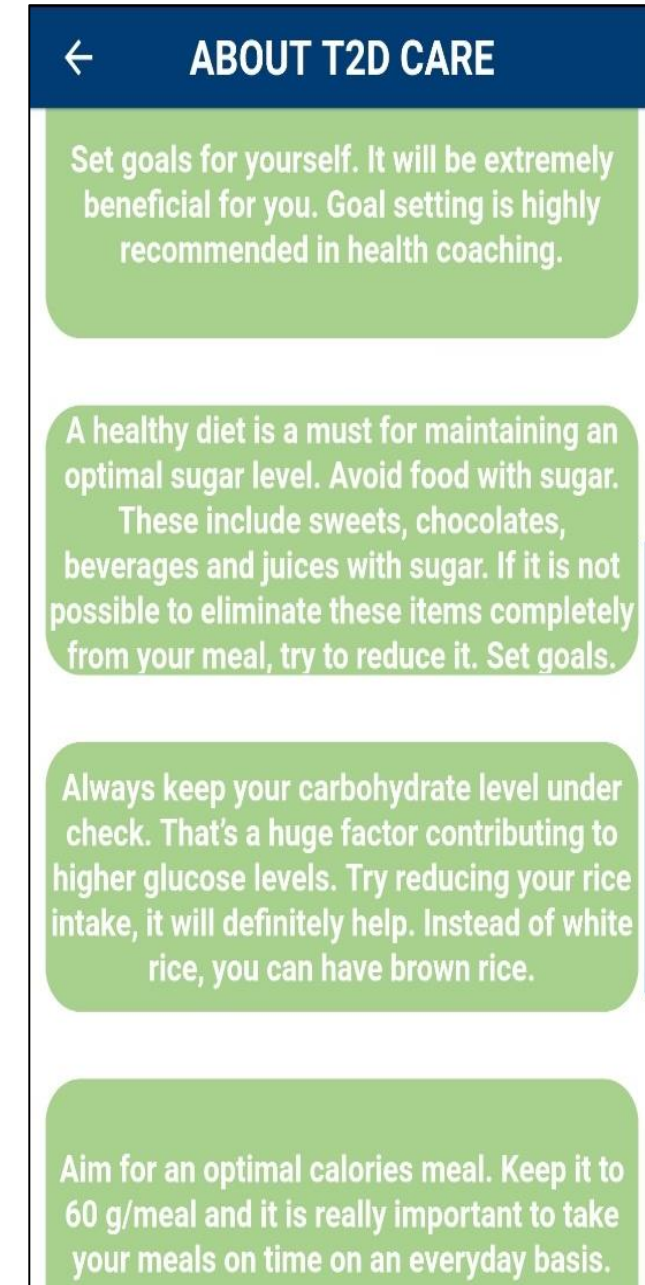 ABOUT T2D CARE
Set goals for yourself. It will be extremely
beneficial for you. Goal setting is highly
recommended in health coaching.
A healthy diet is a must for maintaining an
optimal sugar level. Avoid food with sugar.
These include sweets, chocolates,
beverages and juices with sugar. If it is not
possible to eliminate these items completely
from your meal, try to reduce it. Set goals.
Always keep your carbohydrate level under
check. That's a huge factor contributing to
higher glucose levels. Try reducing your rice
intake, it will definitely help. Instead of white
rice, you can have brown rice.
Aim for an optimal calories meal. Keep it to
60 g/meal and it is really important to take
your meals on time on an everyday basis.